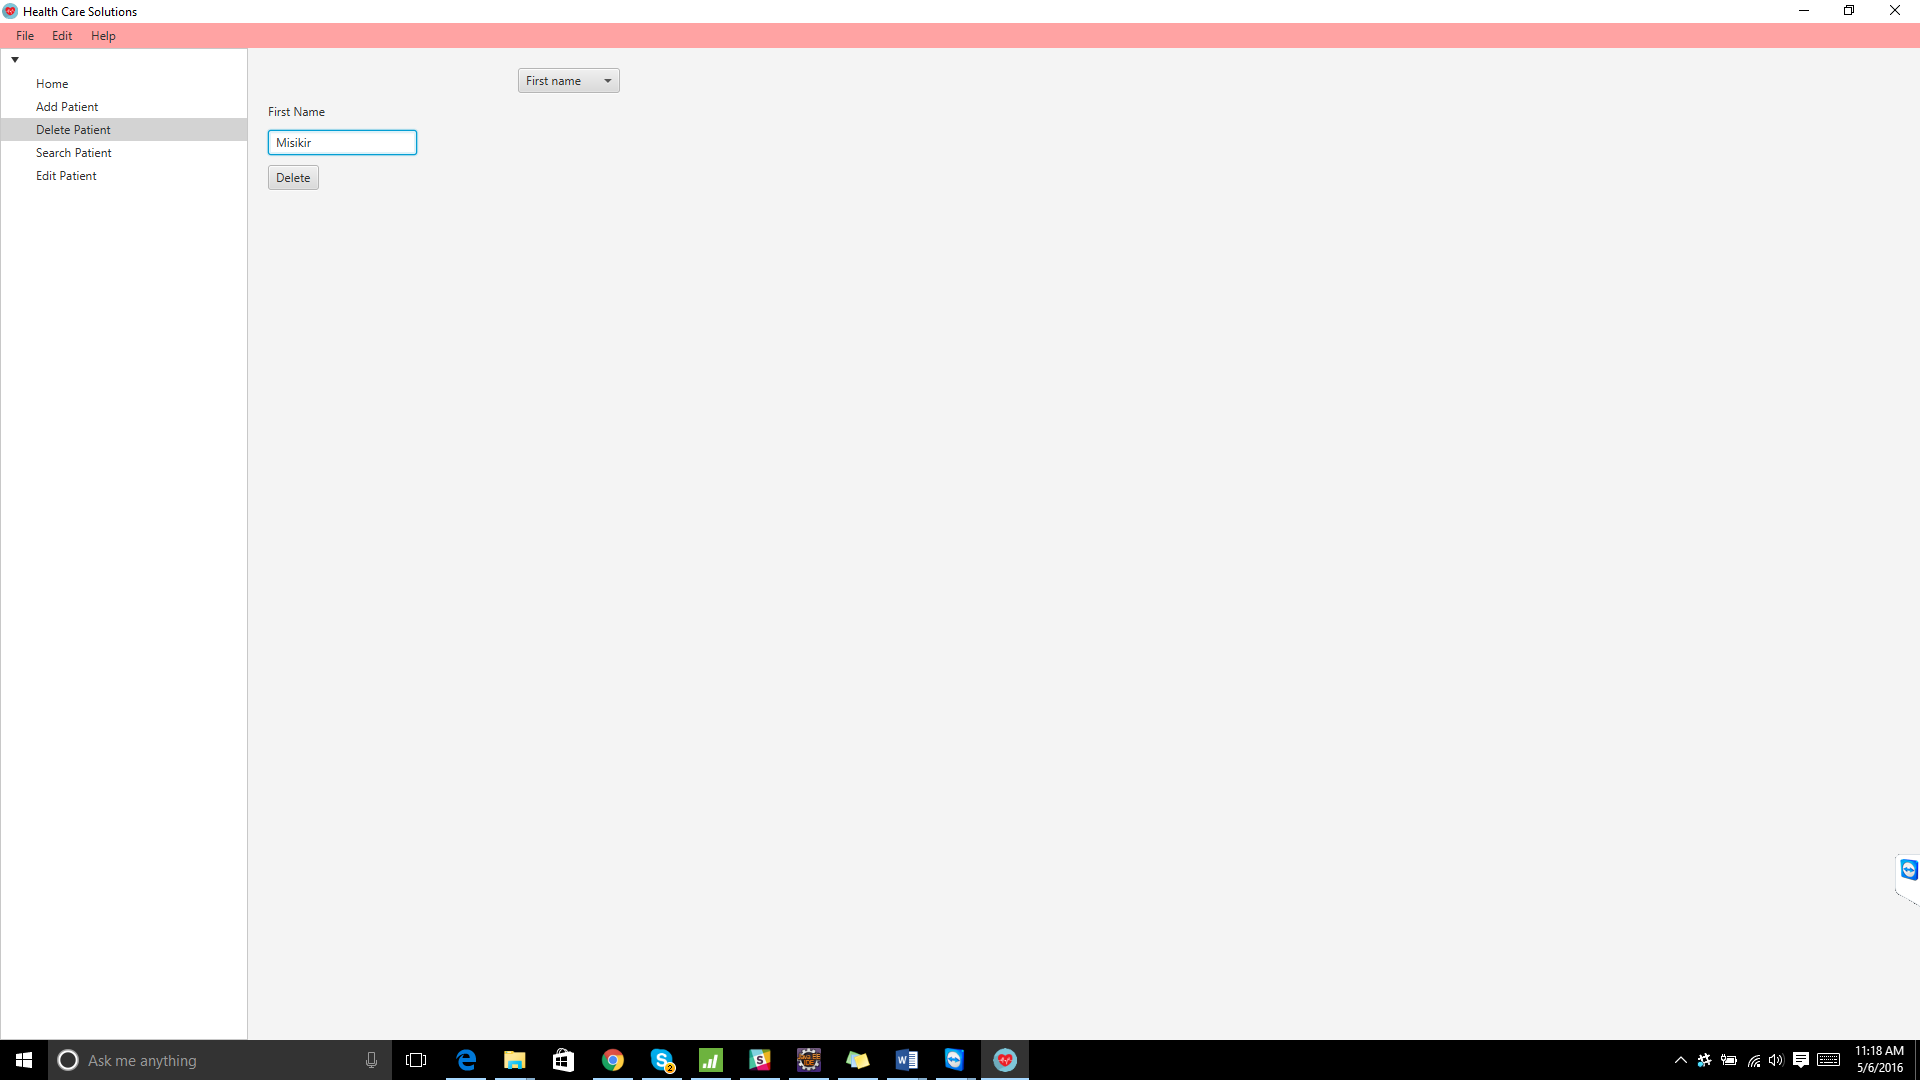 Health Care Solutions
File Edit Help
Home
Add Patient
Delete Patient
Search Patient
Edit Patient
First name
First Name
Misikir
Delete
Ask me anything
2
11:18 AM
5/6/2016